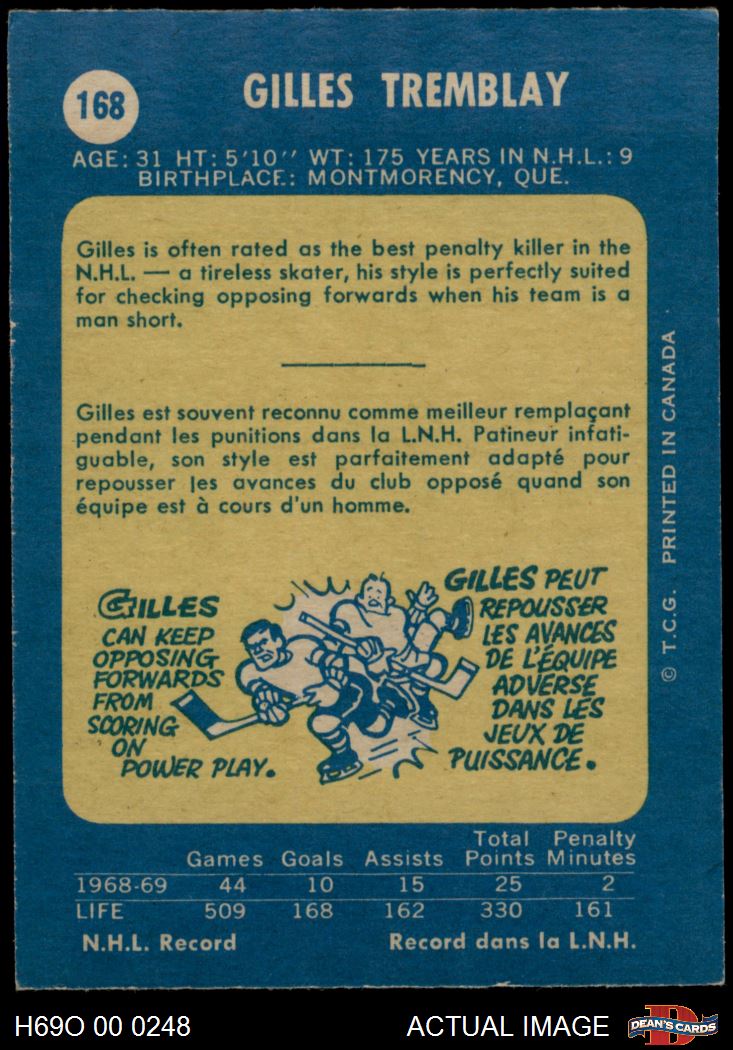 168
GILLES TREMBLAY
AGE: 31 HT: 5'10'' WT: 175 YEARS IN N.H.L.: 9
BIRTHPLACE: MONTMORENCY, QUE.
Gilles is often rated as the best penalty killer in the
N.H.L. — a tireless skater, his style is perfectly suited
for checking opposing forwards when his team is a
man short.
Gilles est souvent reconnu comme meilleur remplaçant
pendant les punitions dans la L.N.H. Patineur infati-
guable, son style est parfaitement adapté pour
repousser les avances du club opposé quand son
équipe est à cours d'un homme.
GILLES
CAN KEEP
OPPOSING
FORWARDS
FROM
SCORING
ON
POWER PLAY.
GILLES PEUT
REPOUSSER
LES AVANCES
DE L'ÉQUIPE
ADVERSE
DANS LES
JEUX DE
PUISSANCE.
© T.C.G. PRINTED IN CANADA
Total Penalty
Games Goals Assists Points Minutes
1968-69 44 10 15 25 2
LIFE 509 168 162 330 161
N.H.L. Record Record dans la L.N.H.
H69O 00 0248 ACTUAL IMAGE DEAN'S CARDS